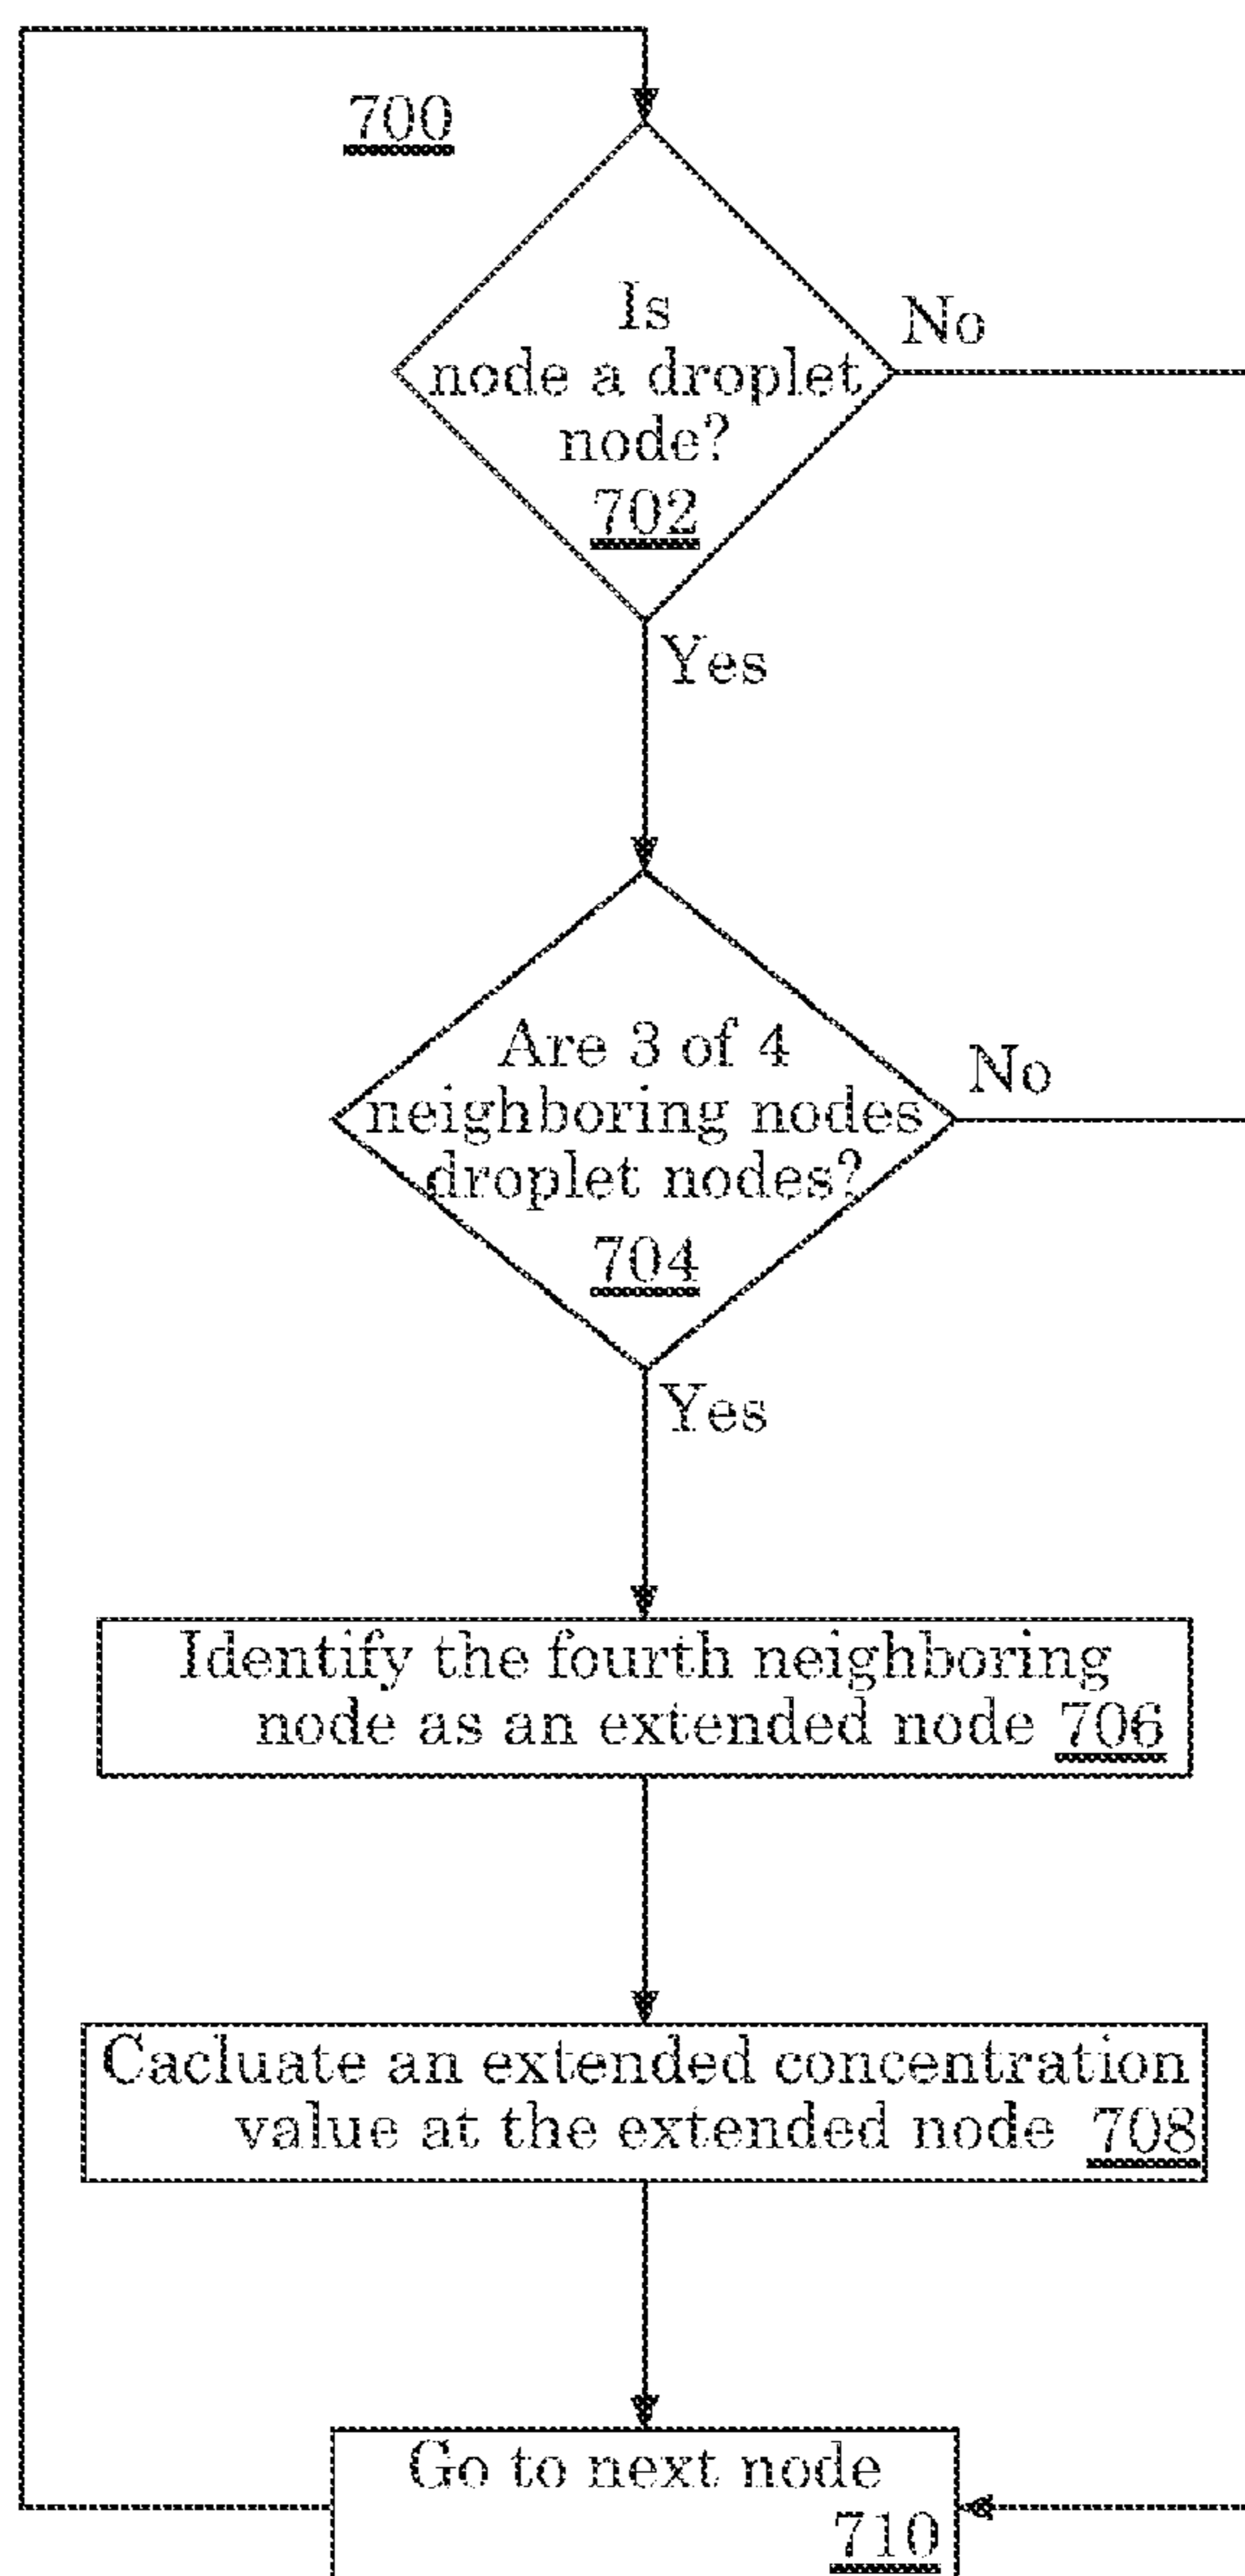 700
Is
node a droplet
node?
702
No
Yes
Are 3 of 4
neighboring nodes
droplet nodes?
704
No
Yes
Identify the fourth neighboring
node as an extended node 706
Cacluate an extended concentration
value at the extended node 708
Go to next node
710